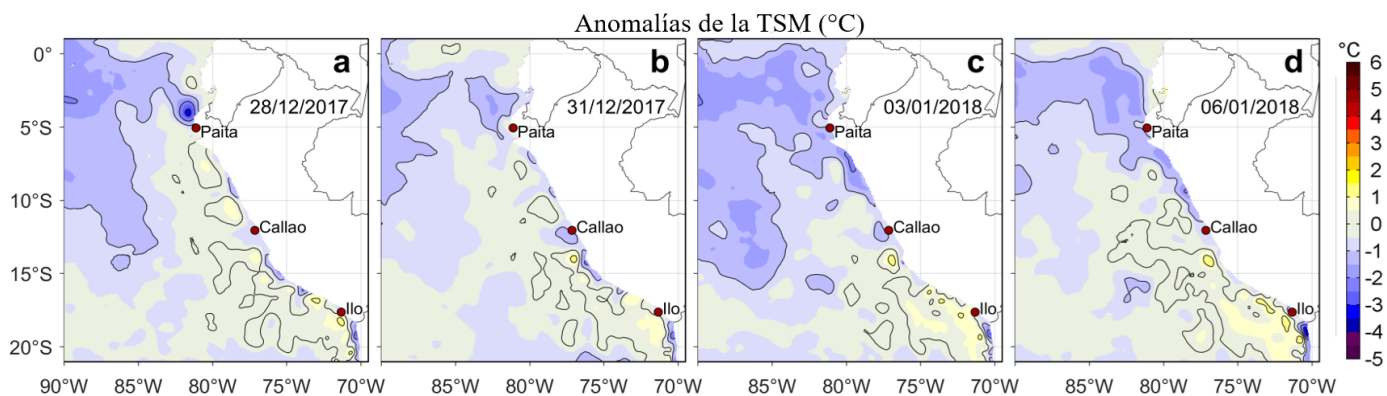 Anomalías de la TSM (°C)
a
28/12/2017
Paita
Callao
Ilo
b
31/12/2017
Paita
Callao
Ilo
c
03/01/2018
Paita
Callao
Ilo
d
06/01/2018
Paita
Callao
Ilo
0°
5°S
10°S
15°S
20°S
90°W 85°W 80°W 75°W 70°W
85°W 80°W 75°W 70°W
85°W 80°W 75°W 70°W
85°W 80°W 75°W 70°W
°C
6
5
4
3
2
1
0
-1
-2
-3
-4
-5